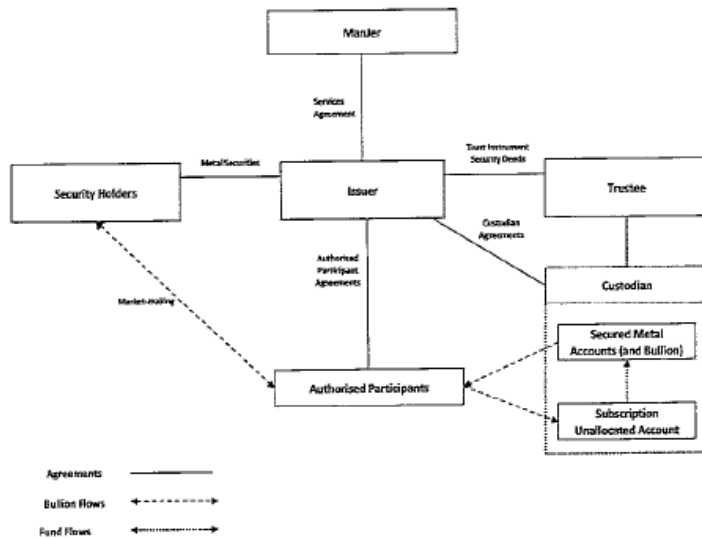 ManJer
Services
Agreement
Metal Securities
Trust Instrument
Security Deeds
Security Holders
Issuer
Trustee
Custodian
Agreements
Authorised
Participant
Agreements
Custodian
Market-making
Secured Metal
Accounts (and Bullion)
Authorised Participants
Subscription
Unallocated Account
Agreements
Bullion Flows
Fund Flows